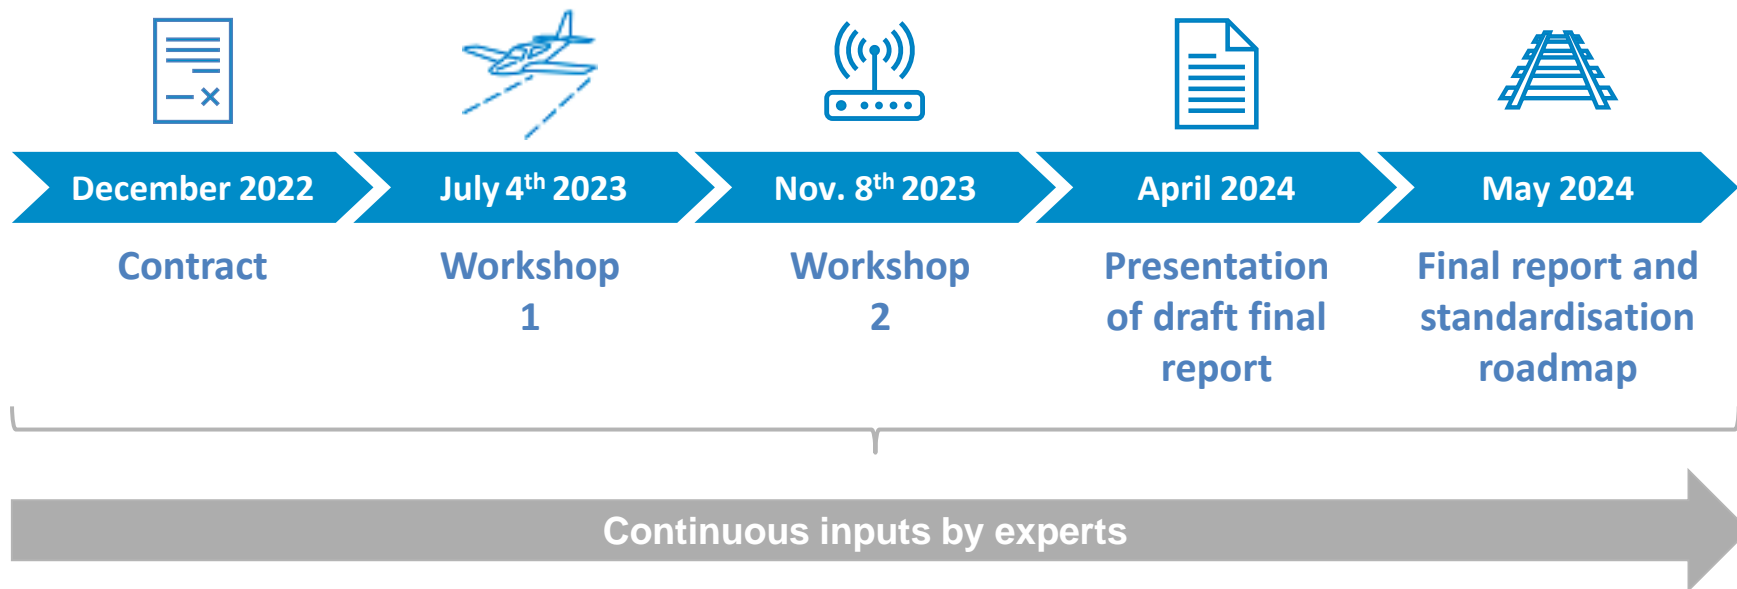 December 2022
July 4th 2023
Nov. 8th 2023
April 2024
May 2024
Contract
Workshop
1
Workshop
2
Presentation
of draft final
report
Final report and
standardisation
roadmap
Continuous inputs by experts